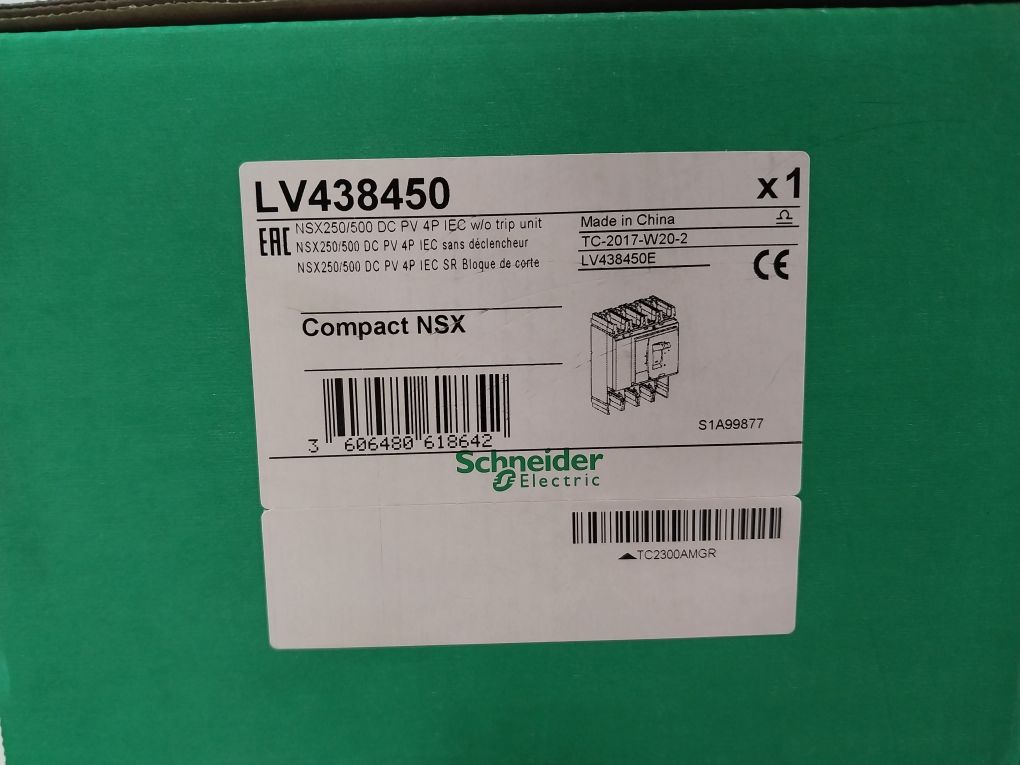 LV438450
x1
EAC
NSX250/500 DC PV 4P IEC w/o trip unit
NSX250/500 DC PV 4P IEC sans déclencheur
NSX250/500 DC PV 4P IEC SR Blogue de corte
Made in China
TC-2017-W20-2
LV438450E
CE
Compact NSX
3 606480 618642
S1A99877
Schneider
Electric
TC2300AMGR